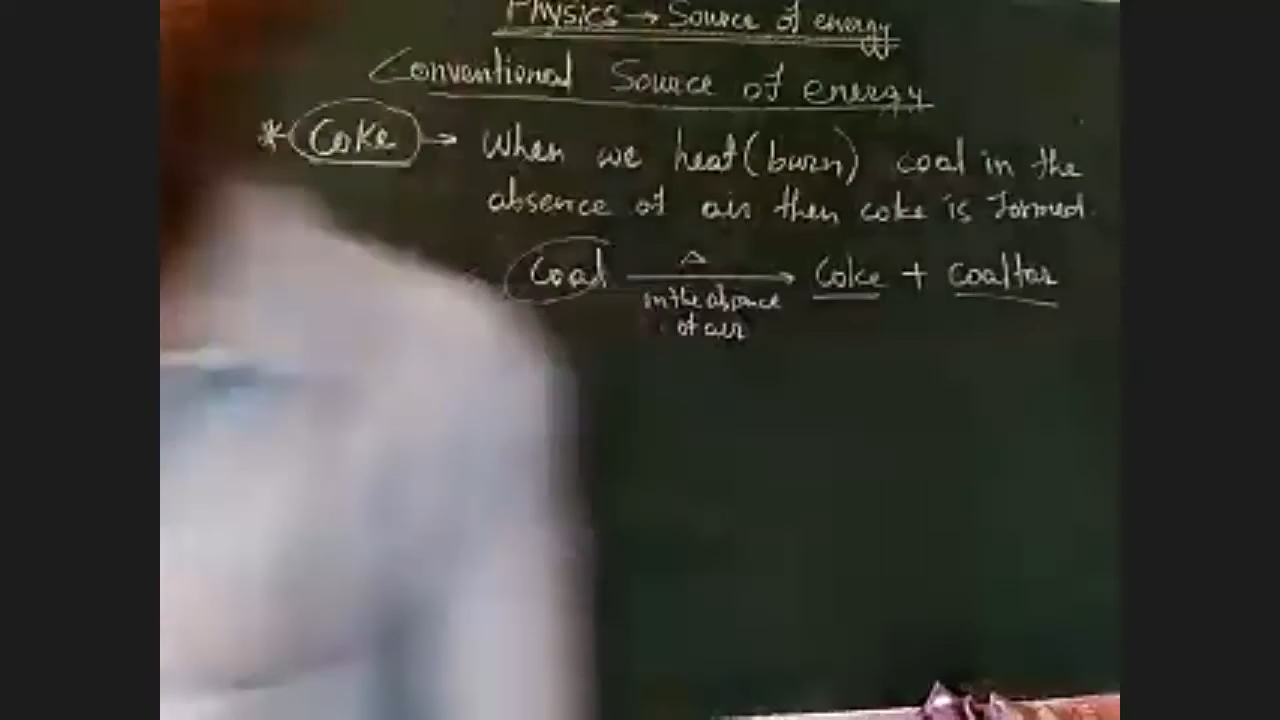 Physics → Source of energy
Conventional Source of energy
* Coke → When we heat (burn) coal in the
absence of air then coke is formed.
Coal Δ → Coke + Coaltar
in the absence
of air